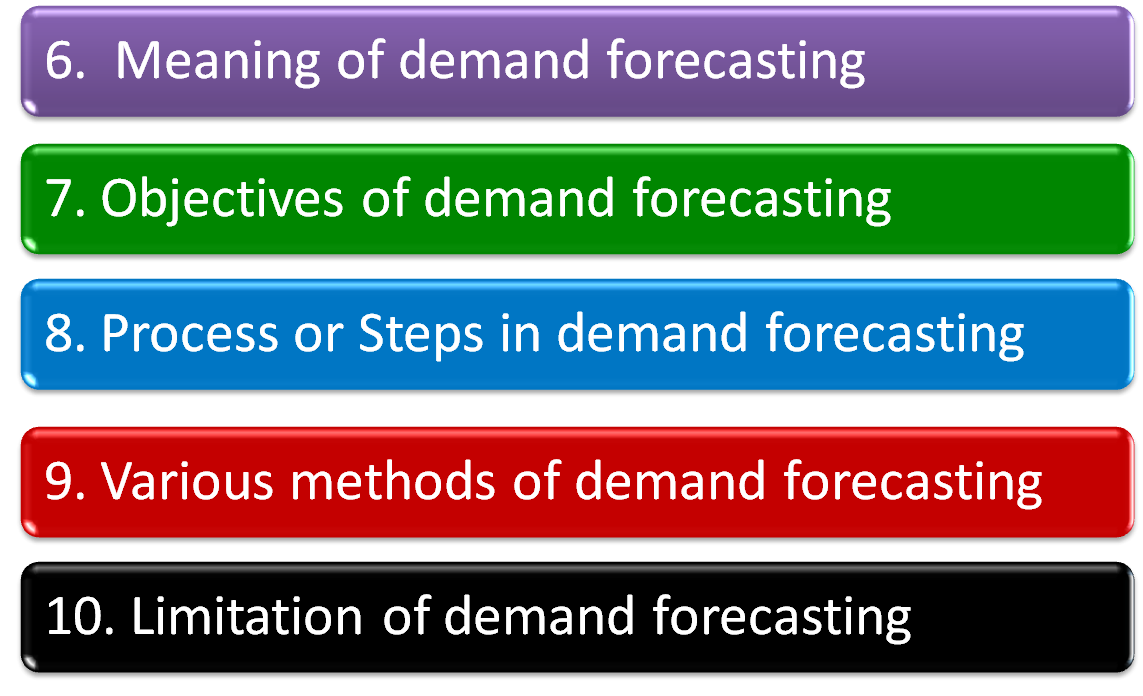 6. Meaning of demand forecasting
7. Objectives of demand forecasting
8. Process or Steps in demand forecasting
9. Various methods of demand forecasting
10. Limitation of demand forecasting